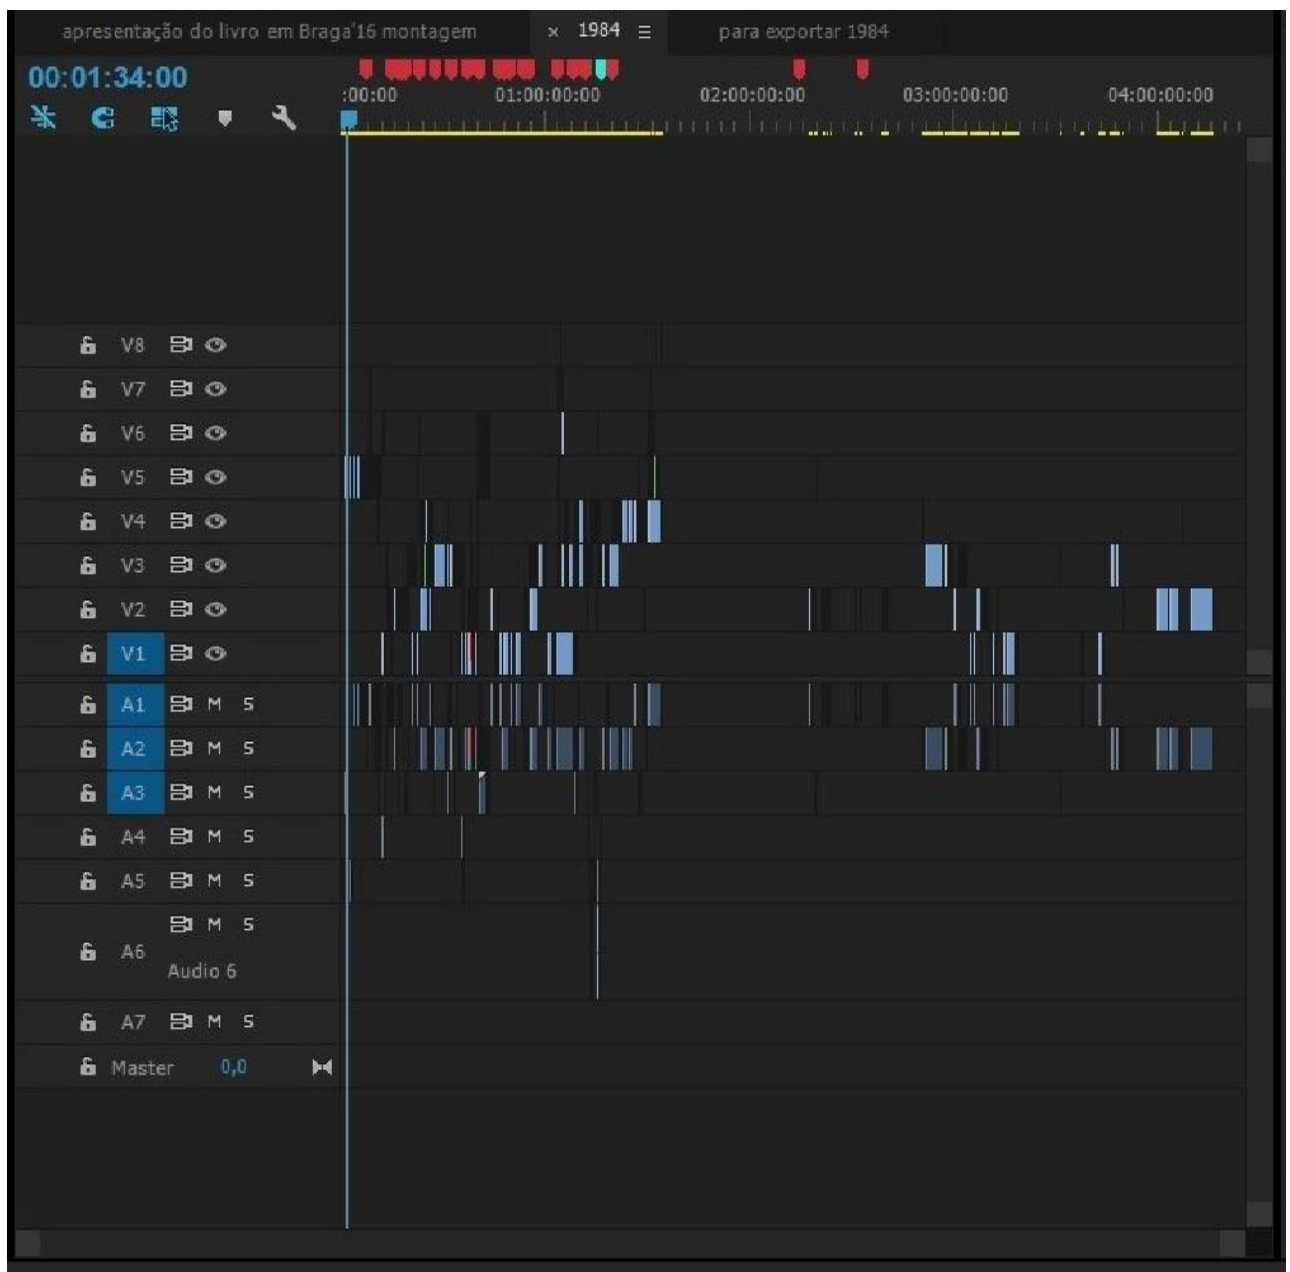 apresentação do livro em Braga'16 montagem × 1984 ☰ para exportar 1984
00:01:34:00
:00:00 01:00:00:00 02:00:00:00 03:00:00:00 04:00:00:00
V8
V7
V6
V5
V4
V3
V2
V1
A1 M S
A2 M S
A3 M S
A4 M S
A5 M S
M S
A6
Audio 6
A7 M S
Master 0,0